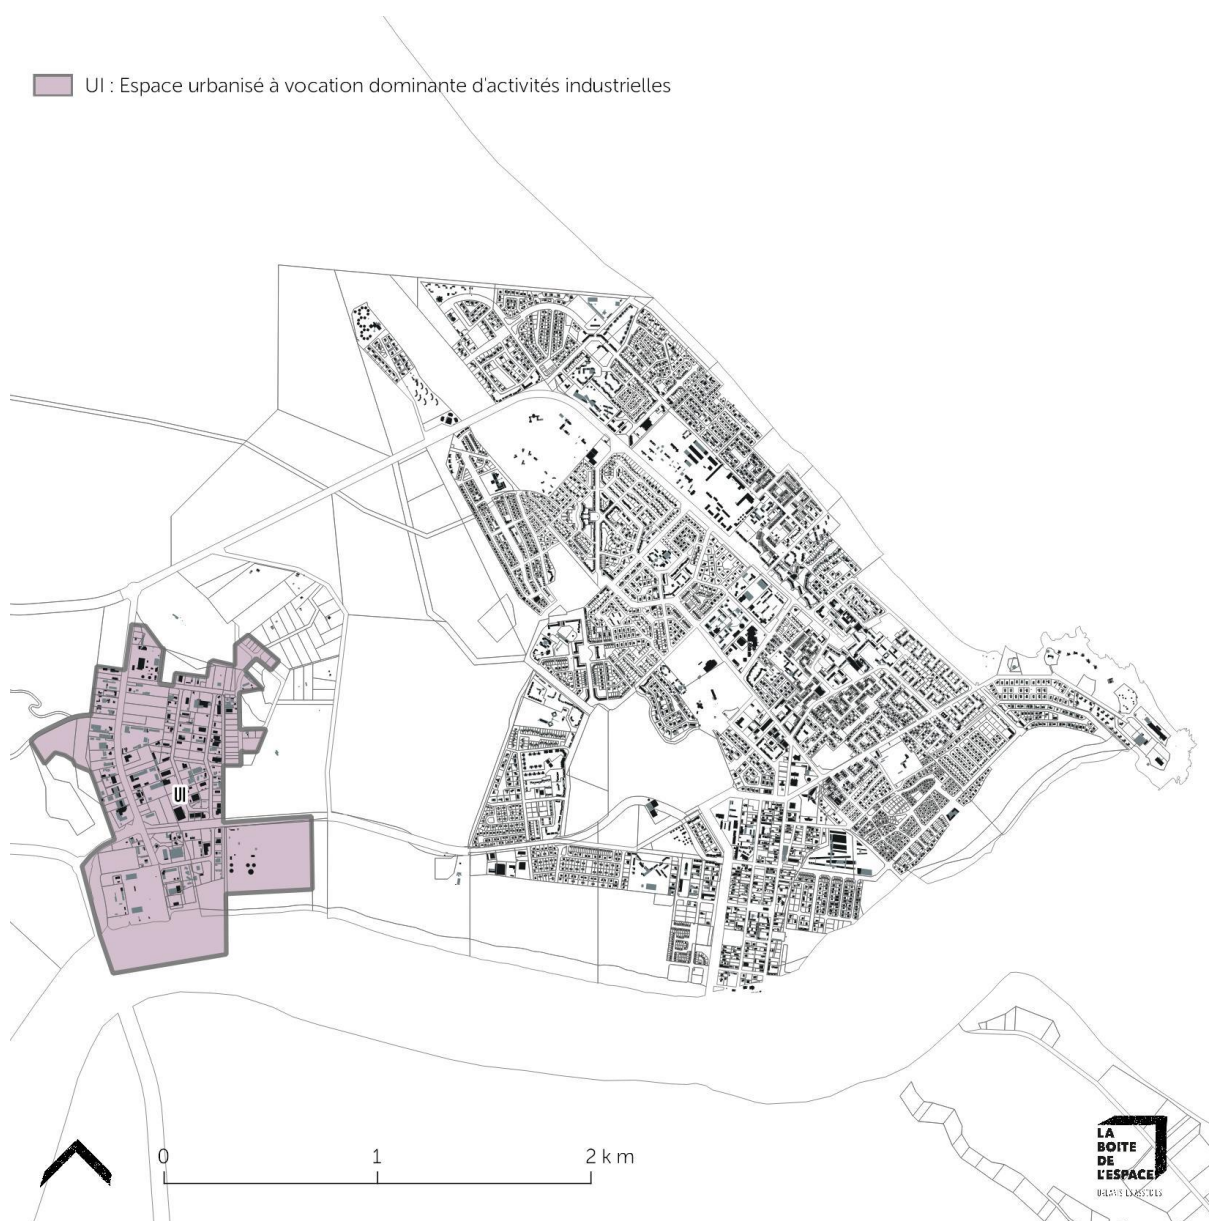 UI : Espace urbanisé à vocation dominante d'activités industrielles
UI
0 1 2 km
LA
BOITE
DE
L'ESPACE